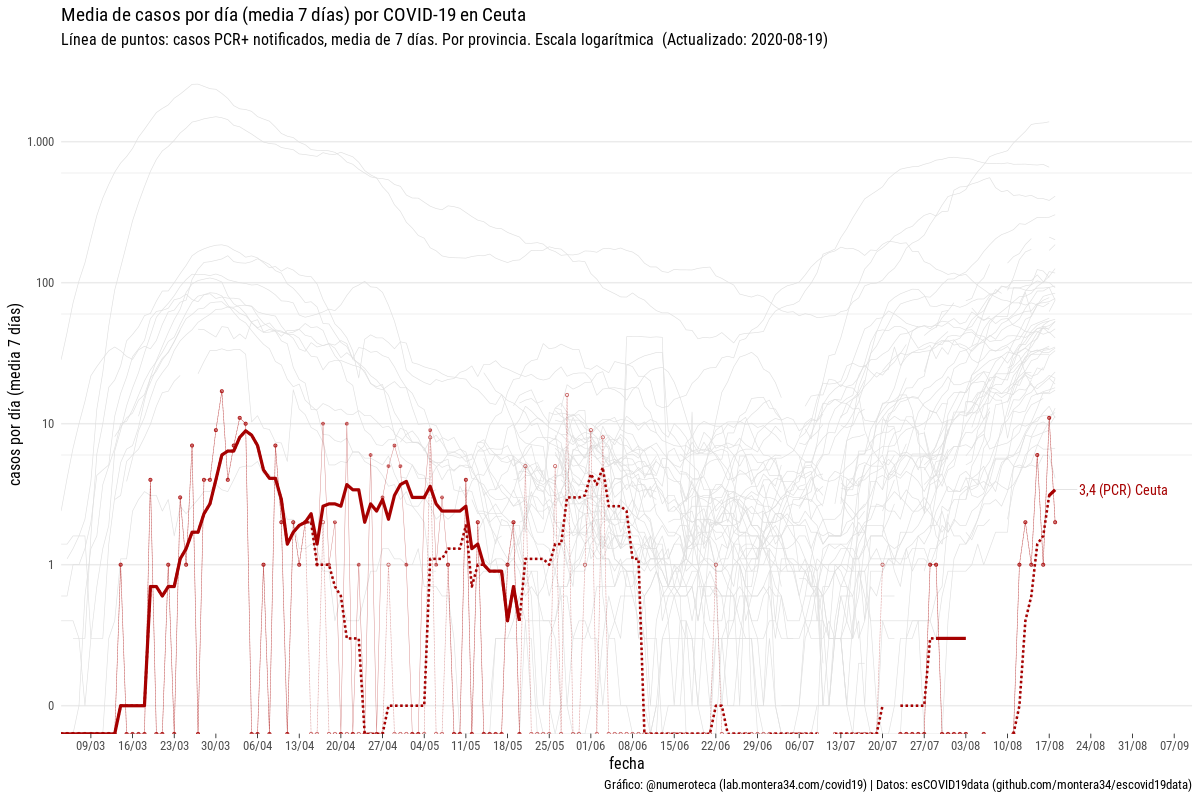 Media de casos por día (media 7 días) por COVID-19 en Ceuta
Línea de puntos: casos PCR+ notificados, media de 7 días. Por provincia. Escala logarítmica  (Actualizado: 2020-08-19)
casos por día (media 7 días)
1.000
100
10
1
0
3,4 (PCR) Ceuta
09/03 16/03 23/03 30/03 06/04 13/04 20/04 27/04 04/05 11/05 18/05 25/05 01/06 08/06 15/06 22/06 29/06 06/07 13/07 20/07 27/07 03/08 10/08 17/08 24/08 31/08 07/09
fecha
Gráfico: @numeroteca (lab.montera34.com/covid19) | Datos: esCOVID19data (github.com/montera34/escovid19data)